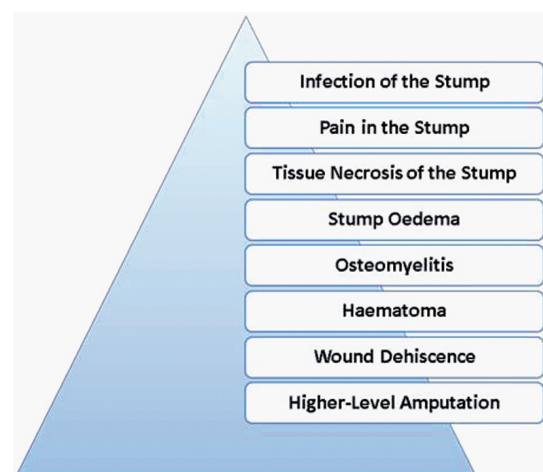 Infection of the Stump
Pain in the Stump
Tissue Necrosis of the Stump
Stump Oedema
Osteomyelitis
Haematoma
Wound Dehiscence
Higher-Level Amputation